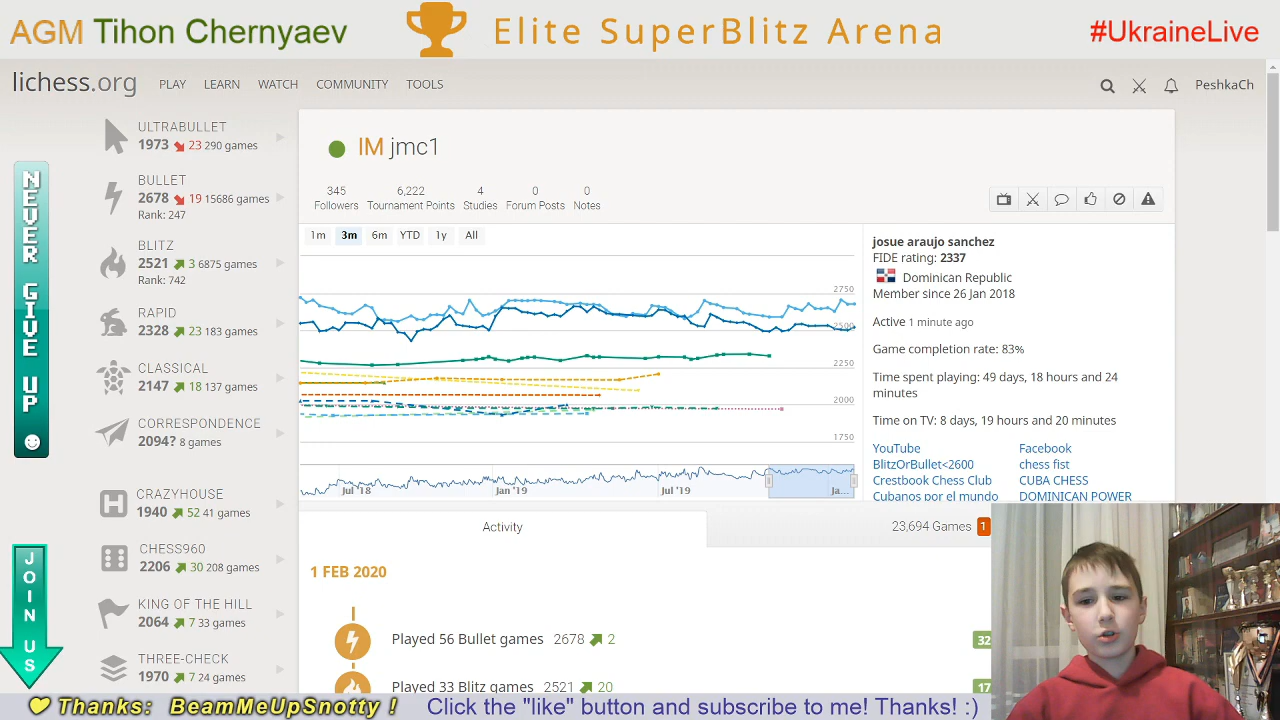 AGM Tihon Chernyaev
Elite SuperBlitz Arena
#UkraineLive
lichess.org
PLAY LEARN WATCH COMMUNITY TOOLS
PeshkaCh
NEVER GIVE UP
JOIN US
ULTRABULLET
1973 23 290 games
BULLET
2678 19 15686 games
Rank: 247
BLITZ
2521 3 6875 games
Rank: 742
RAPID
2328 23 183 games
CLASSICAL
2147 18 137 games
CORRESPONDENCE
2094? 8 games
CRAZYHOUSE
1940 52 41 games
CHESS960
2206 30 208 games
KING OF THE HILL
2064 7 33 games
THREE-CHECK
1970 7 24 games
IM jmc1
345 6,222 4 0 0
Followers Tournament Points Studies Forum Posts Notes
1m 3m 6m YTD 1y All
2750
2500
2250
2000
1750
Jul '18 Jan '19 Jul '19 Ja...
josue araujo sanchez
FIDE rating: 2337
Dominican Republic
Member since 26 Jan 2018
Active 1 minute ago
Game completion rate: 83%
Time spent playing: 49 days, 18 hours and 24
minutes
Time on TV: 8 days, 19 hours and 20 minutes
YouTube Facebook
BlitzOrBullet<2600 chess fist
Crestbook Chess Club CUBA CHESS
Cubanos por el mundo DOMINICAN POWER
Activity
23,694 Games 1
1 FEB 2020
Played 56 Bullet games 2678 2
32
Played 33 Blitz games 2521 20
17
Thanks: BeamMeUpSnotty !
Click the "like" button and subscribe to me! Thanks! :)